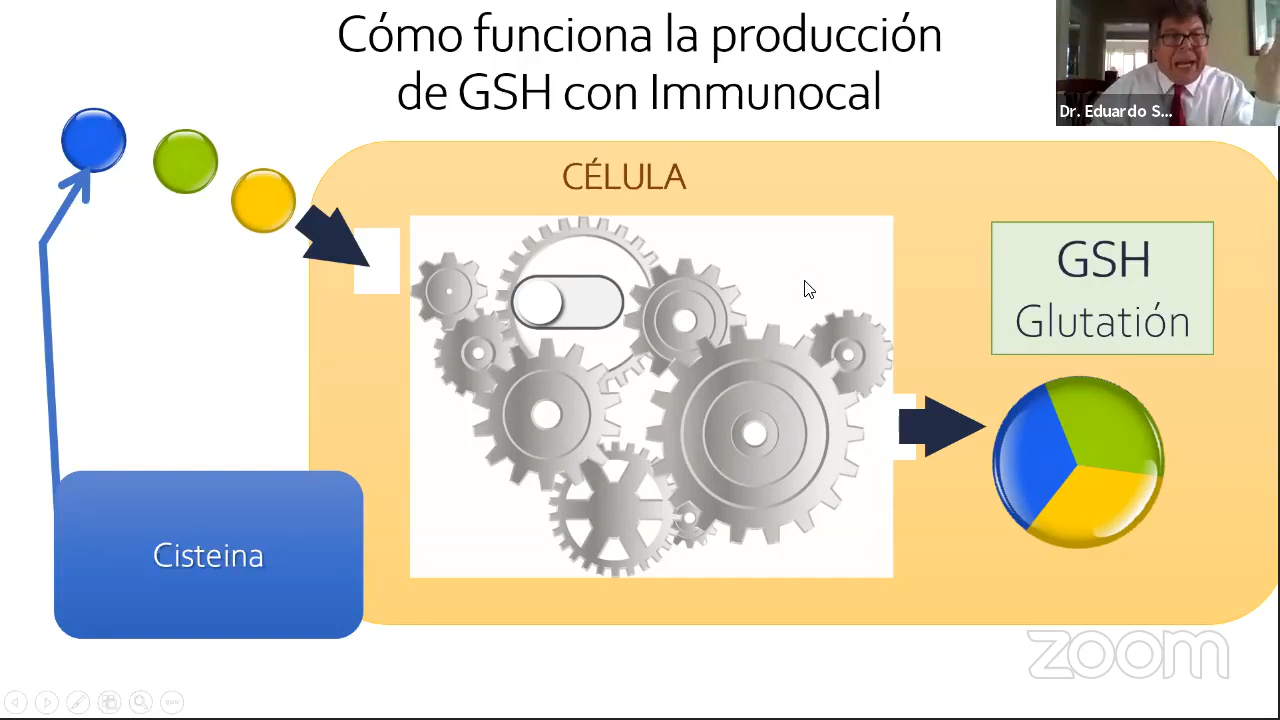 Cómo funciona la producción
de GSH con Immunocal
Dr. Eduardo S...
CÉLULA
GSH
Glutatión
Cisteina
zoom